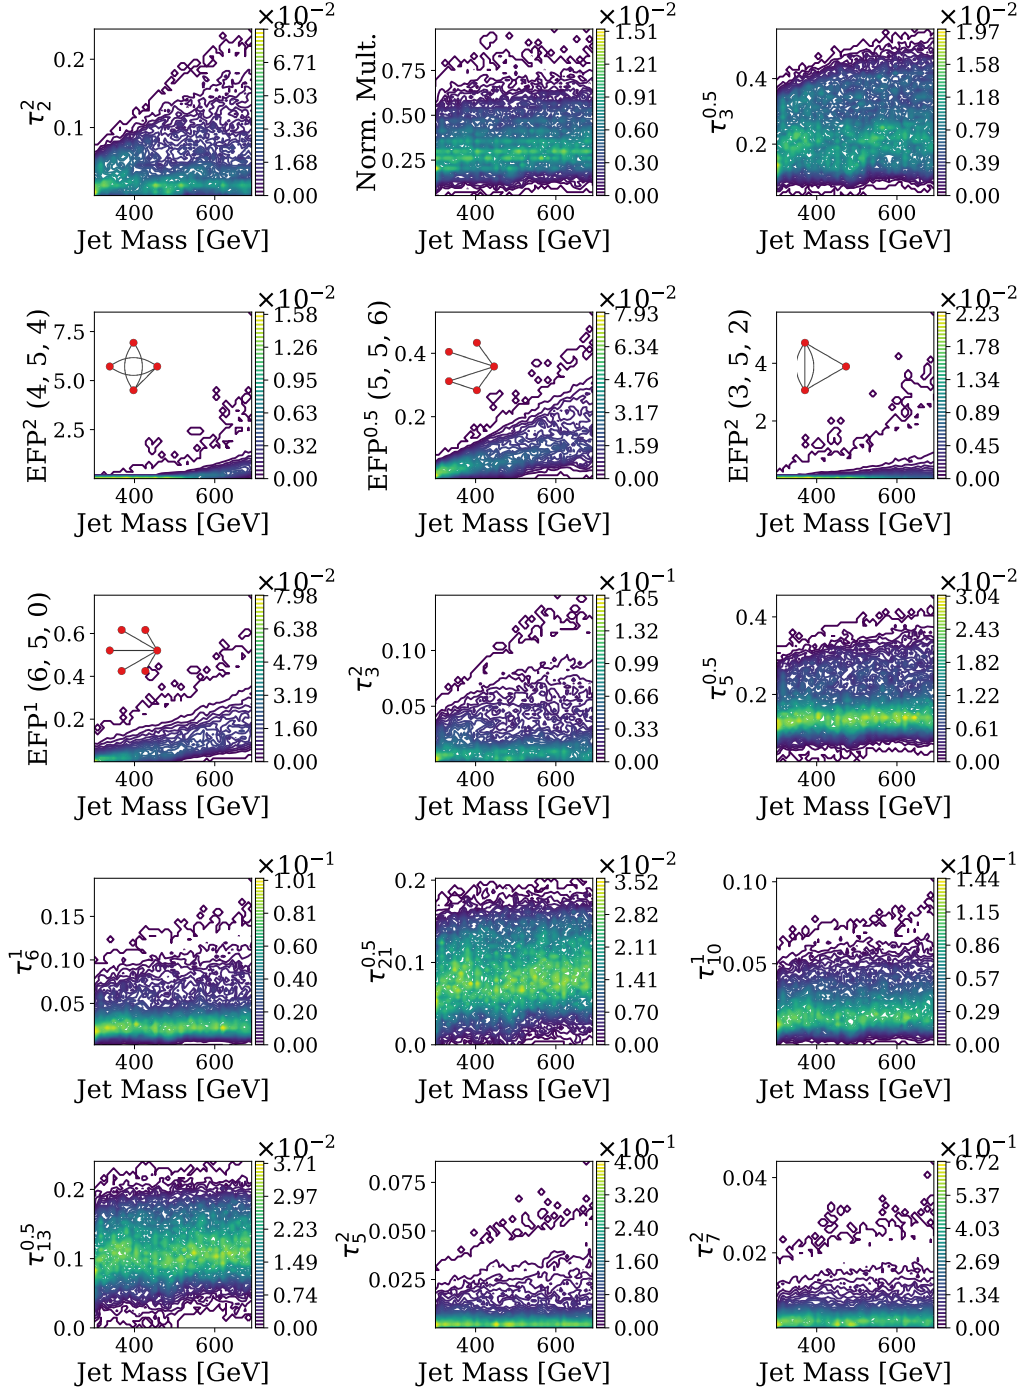 ×10⁻² ×10⁻² ×10⁻²
τ₂² 0.2 0.1 400 600 Jet Mass [GeV] 8.39 6.71 5.03 3.36 1.68 0.00
Norm. Mult. 0.75 0.50 0.25 400 600 Jet Mass [GeV] 1.51 1.21 0.91 0.60 0.30 0.00
τ₃^0.5 0.4 0.2 400 600 Jet Mass [GeV] 1.97 1.58 1.18 0.79 0.39 0.00
×10⁻² ×10⁻² ×10⁻²
EFP² (4, 5, 4) 7.5 5.0 2.5 400 600 Jet Mass [GeV] 1.58 1.26 0.95 0.63 0.32 0.00
EFP^0.5 (5, 5, 6) 0.4 0.2 400 600 Jet Mass [GeV] 7.93 6.34 4.76 3.17 1.59 0.00
EFP² (3, 5, 2) 4 2 400 600 Jet Mass [GeV] 2.23 1.78 1.34 0.89 0.45 0.00
×10⁻² ×10⁻¹ ×10⁻²
EFP¹ (6, 5, 0) 0.6 0.4 0.2 400 600 Jet Mass [GeV] 7.98 6.38 4.79 3.19 1.60 0.00
τ₃² 0.10 0.05 400 600 Jet Mass [GeV] 1.65 1.32 0.99 0.66 0.33 0.00
τ₅^0.5 0.4 0.2 400 600 Jet Mass [GeV] 3.04 2.43 1.82 1.22 0.61 0.00
×10⁻¹ ×10⁻² ×10⁻¹
τ₆¹ 0.15 0.10 0.05 400 600 Jet Mass [GeV] 1.01 0.80 0.60 0.40 0.20 0.00
τ₂₁^0.5 0.2 0.1 0.0 400 600 Jet Mass [GeV] 3.52 2.82 2.11 1.41 0.70 0.00
τ₁₀¹ 0.10 0.05 400 600 Jet Mass [GeV] 1.44 1.15 0.86 0.57 0.29 0.00
×10⁻² ×10⁻¹ ×10⁻¹
τ₁₃^0.5 0.2 0.1 0.0 400 600 Jet Mass [GeV] 3.71 2.97 2.23 1.49 0.74 0.00
τ₅² 0.075 0.050 0.025 400 600 Jet Mass [GeV] 4.00 3.20 2.40 1.60 0.80 0.00
τ₇² 0.04 0.02 400 600 Jet Mass [GeV] 6.72 5.37 4.03 2.69 1.34 0.00